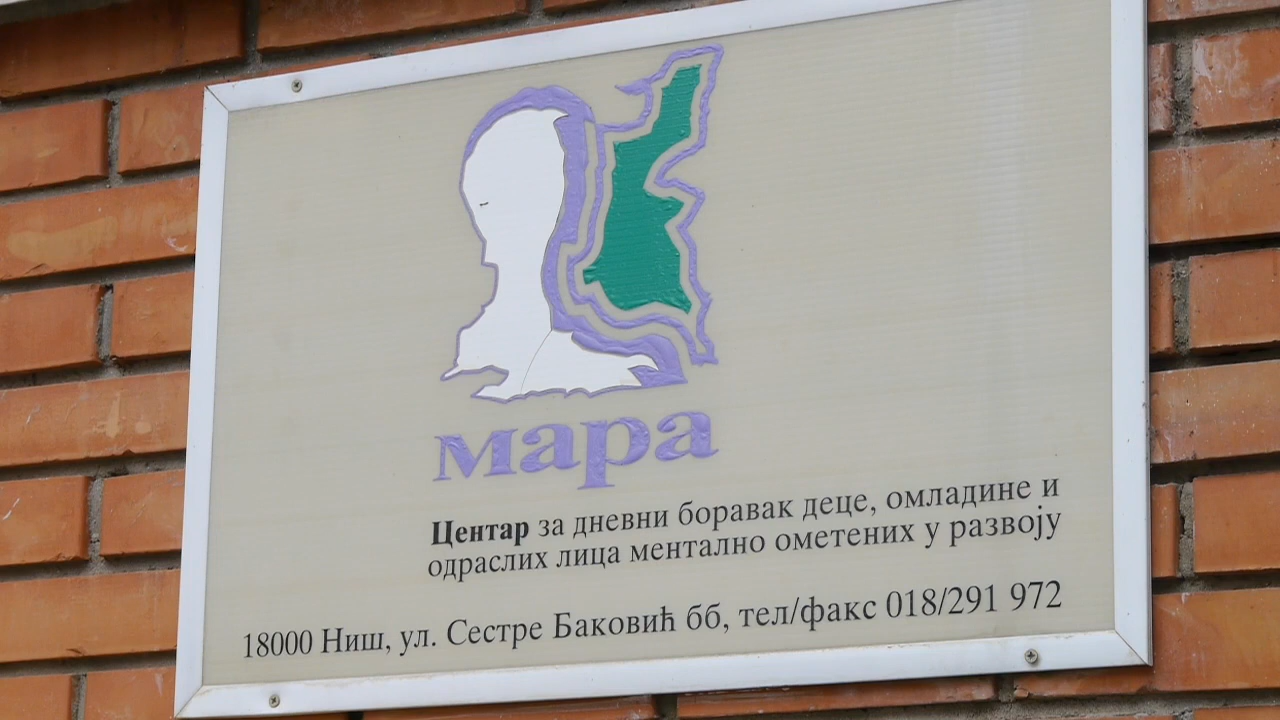 мара
Центар за дневни боравак деце, омладине и
одраслих лица ментално ометених у развоју
18000 Ниш, ул. Сестре Баковић бб, тел/факс 018/291 972